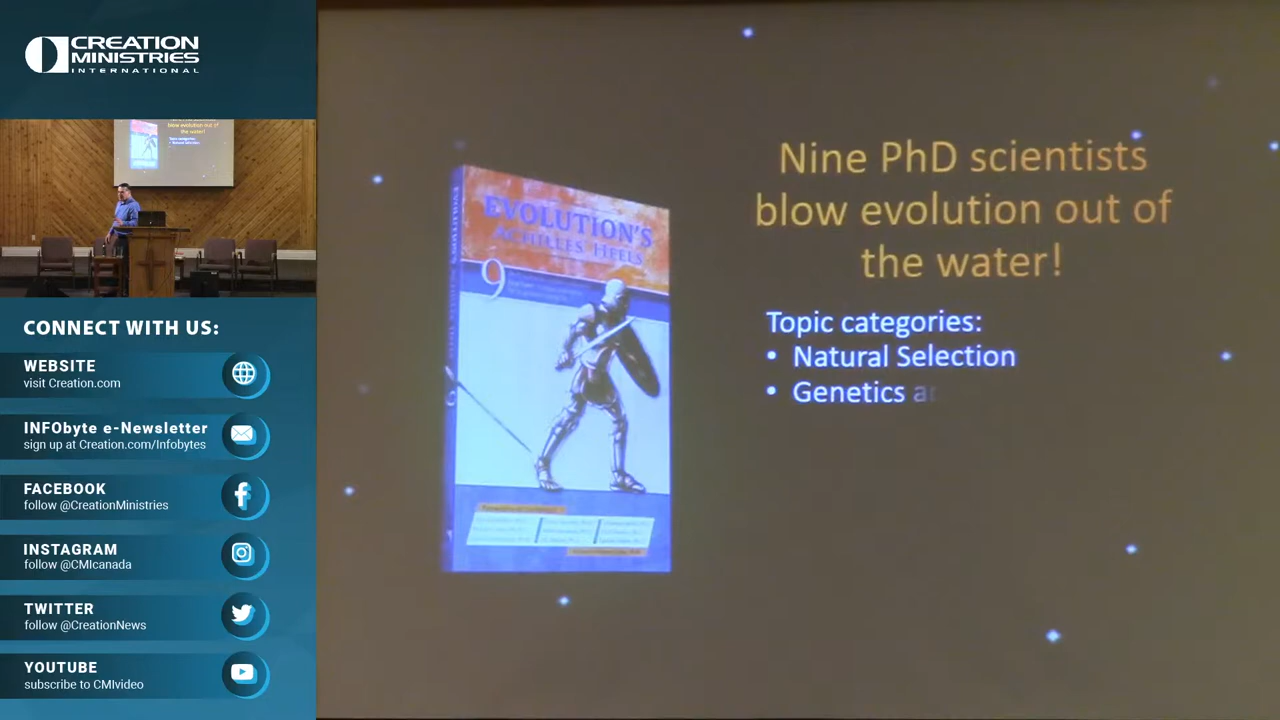 CREATION
MINISTRIES
INTERNATIONAL
CONNECT WITH US:
WEBSITE
visit Creation.com
INFObyte e-Newsletter
sign up at Creation.com/Infobytes
FACEBOOK
follow @CreationMinistries
INSTAGRAM
follow @CMIcanada
TWITTER
follow @CreationNews
YOUTUBE
subscribe to CMIvideo
EVOLUTION'S
ACHILLES' HEELS
9
Nine PhD scientists
blow evolution out of
the water!
Topic categories:
• Natural Selection
• Genetics a